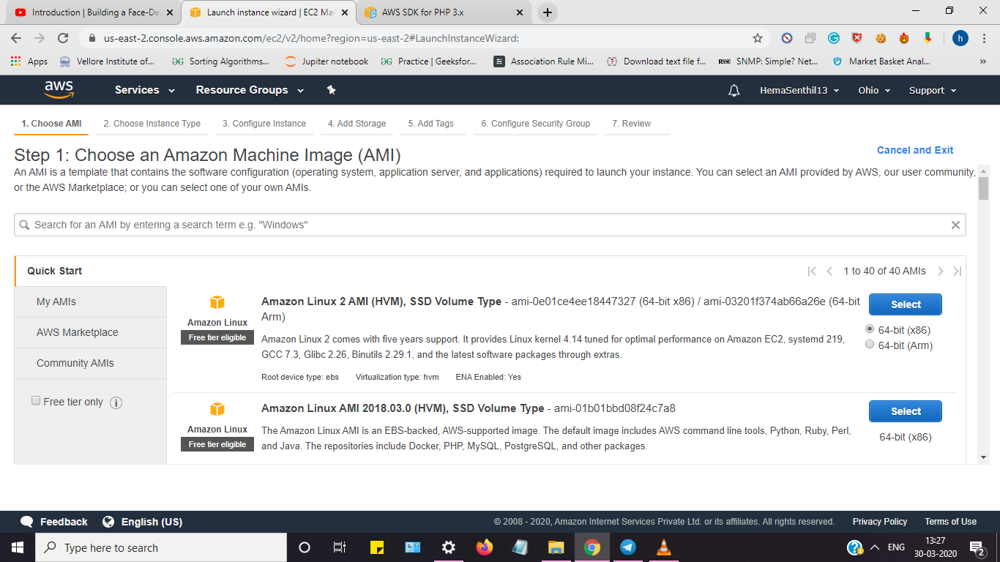 Introduction | Building a Face-De
Launch instance wizard | EC2 Mar
AWS SDK for PHP 3.x
us-east-2.console.aws.amazon.com/ec2/v2/home?region=us-east-2#LaunchInstanceWizard:
h
Apps
Vellore Institute of...
Sorting Algorithms...
Jupiter notebook
Practice | Geeksfor...
Association Rule Mi...
Download text file f...
SNMP: Simple? Net...
Market Basket Anal...
»
aws
Services
Resource Groups
HemaSenthil13
Ohio
Support
1. Choose AMI
2. Choose Instance Type
3. Configure Instance
4. Add Storage
5. Add Tags
6. Configure Security Group
7. Review
Step 1: Choose an Amazon Machine Image (AMI)
Cancel and Exit
An AMI is a template that contains the software configuration (operating system, application server, and applications) required to launch your instance. You can select an AMI provided by AWS, our user community,
or the AWS Marketplace; or you can select one of your own AMIs.
Search for an AMI by entering a search term e.g. "Windows"
Quick Start
My AMIs
AWS Marketplace
Community AMIs
Free tier only
1 to 40 of 40 AMIs
Amazon Linux
Free tier eligible
Amazon Linux 2 AMI (HVM), SSD Volume Type - ami-0e01ce4ee18447327 (64-bit x86) / ami-03201f374ab66a26e (64-bit
Arm)
Amazon Linux 2 comes with five years support. It provides Linux kernel 4.14 tuned for optimal performance on Amazon EC2, systemd 219,
GCC 7.3, Glibc 2.26, Binutils 2.29.1, and the latest software packages through extras.
Root device type: ebs
Virtualization type: hvm
ENA Enabled: Yes
Select
64-bit (x86)
64-bit (Arm)
Amazon Linux
Free tier eligible
Amazon Linux AMI 2018.03.0 (HVM), SSD Volume Type - ami-01b01bbd08f24c7a8
The Amazon Linux AMI is an EBS-backed, AWS-supported image. The default image includes AWS command line tools, Python, Ruby, Perl,
and Java. The repositories include Docker, PHP, MySQL, PostgreSQL, and other packages.
Select
64-bit (x86)
Feedback
English (US)
© 2008 - 2020, Amazon Internet Services Private Ltd. or its affiliates. All rights reserved.
Privacy Policy
Terms of Use
Type here to search
ENG
13:27
30-03-2020
2